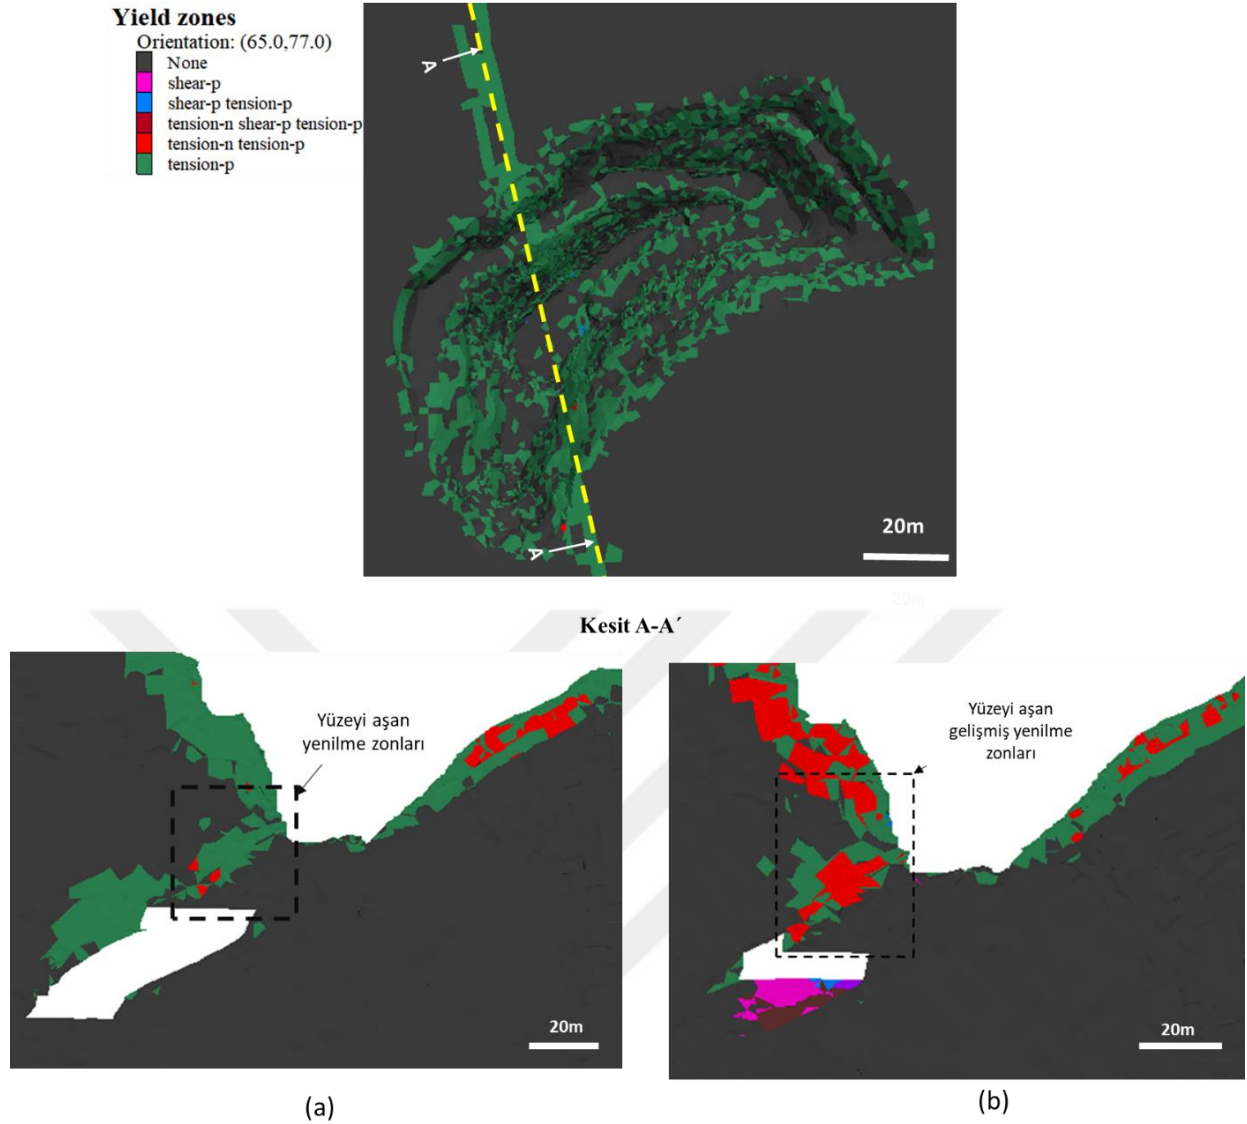 Yield zones
Orientation: (65.0,77.0)
None
shear-p
shear-p tension-p
tension-n shear-p tension-p
tension-n tension-p
tension-p
A
A
20m
20m
Kesit A-A´
Yüzeyi aşan
yenilme zonları
20m
Yüzeyi aşan
gelişmiş yenilme
zonları
20m
(a)
(b)